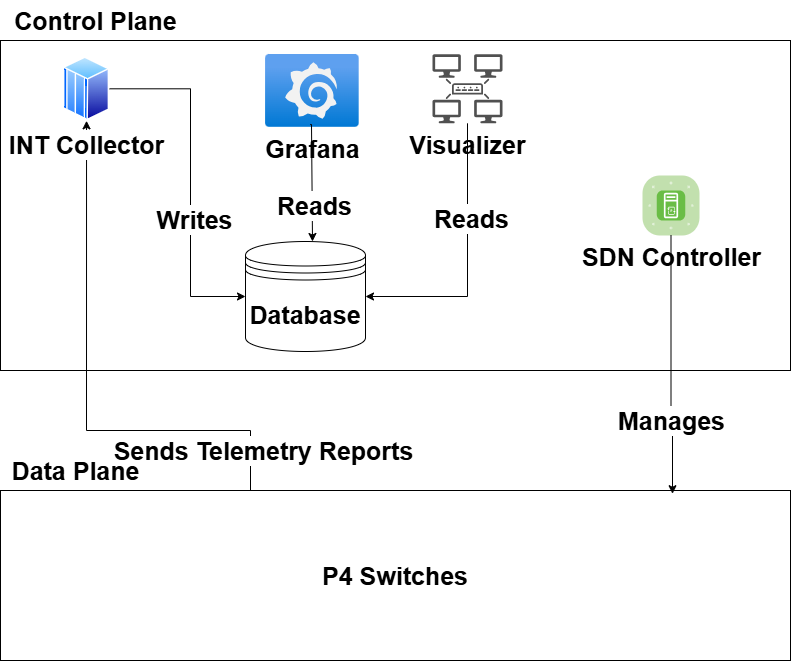 Control Plane
INT Collector
Grafana
Visualizer
Writes
Reads
Reads
SDN Controller
Database
Manages
Sends Telemetry Reports
Data Plane
P4 Switches